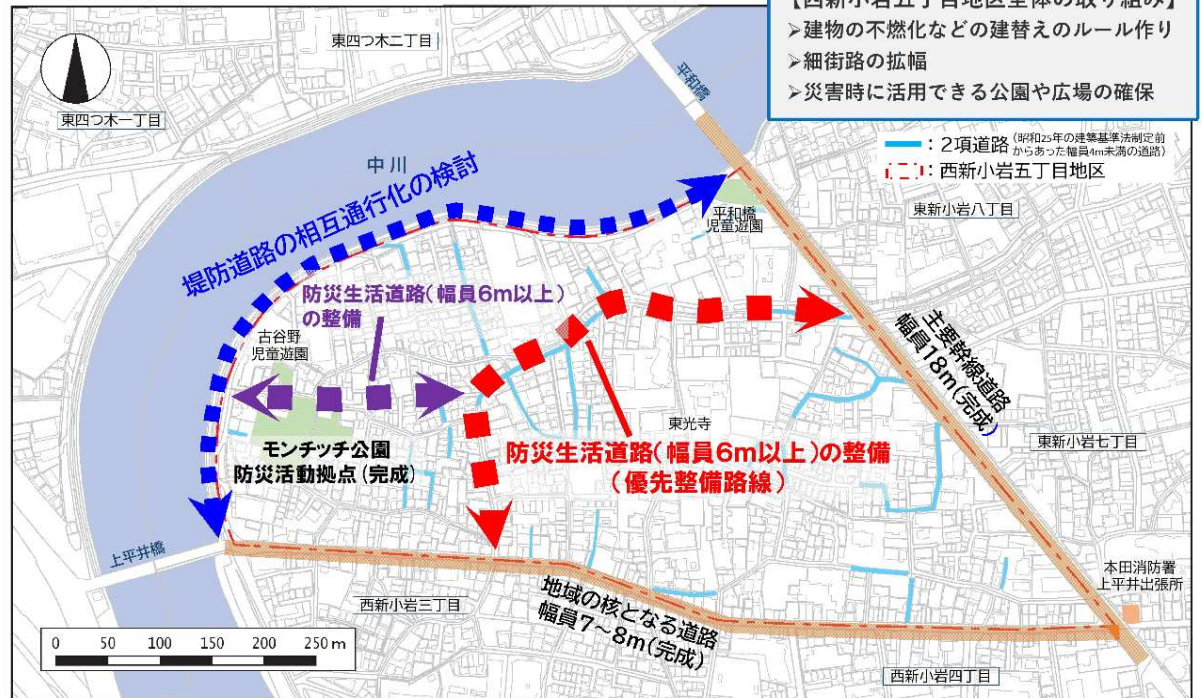 【西新小岩五丁目地区全体の取り組み】
➢建物の不燃化などの建替えのルール作り
➢細街路の拡幅
➢災害時に活用できる公園や広場の確保
東四つ木二丁目
平和橋
東四つ木一丁目
：2項道路(昭和25年の建築基準法制定前
からあった幅員4m未満の道路)
：西新小岩五丁目地区
中川
東新小岩八丁目
平和橋
児童遊園
堤防道路の相互通行化の検討
防災生活道路(幅員6m以上)
の整備
古谷野
児童遊園
主要幹線道路
幅員18m(完成)
東光寺
東新小岩七丁目
モンチッチ公園
防災活動拠点(完成)
防災生活道路(幅員6m以上)の整備
(優先整備路線)
上平井橋
本田消防署
上平井出張所
西新小岩三丁目
地域の核となる道路
幅員7～8m(完成)
西新小岩四丁目
0 50 100 150 200 250 m